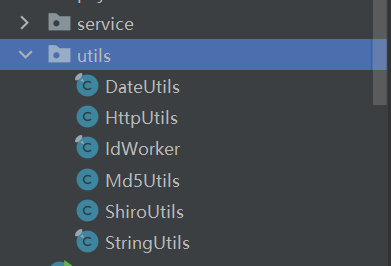 service
utils
DateUtils
HttpUtils
IdWorker
Md5Utils
ShiroUtils
StringUtils